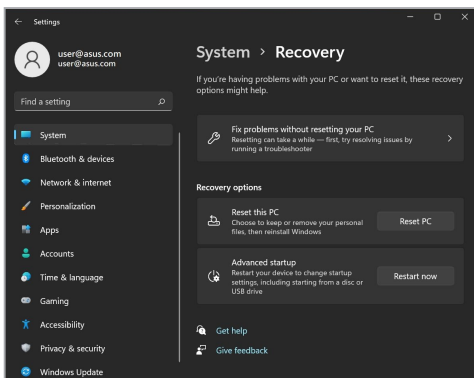 Settings
user@asus.com
user@asus.com
Find a setting
System
Bluetooth & devices
Network & internet
Personalization
Apps
Accounts
Time & language
Gaming
Accessibility
Privacy & security
Windows Update
System > Recovery
If you're having problems with your PC or want to reset it, these recovery
options might help.
Fix problems without resetting your PC
Resetting can take a while — first, try resolving issues by
running a troubleshooter
Recovery options
Reset this PC
Choose to keep or remove your personal
files, then reinstall Windows
Reset PC
Advanced startup
Restart your device to change startup
settings, including starting from a disc or
USB drive
Restart now
Get help
Give feedback